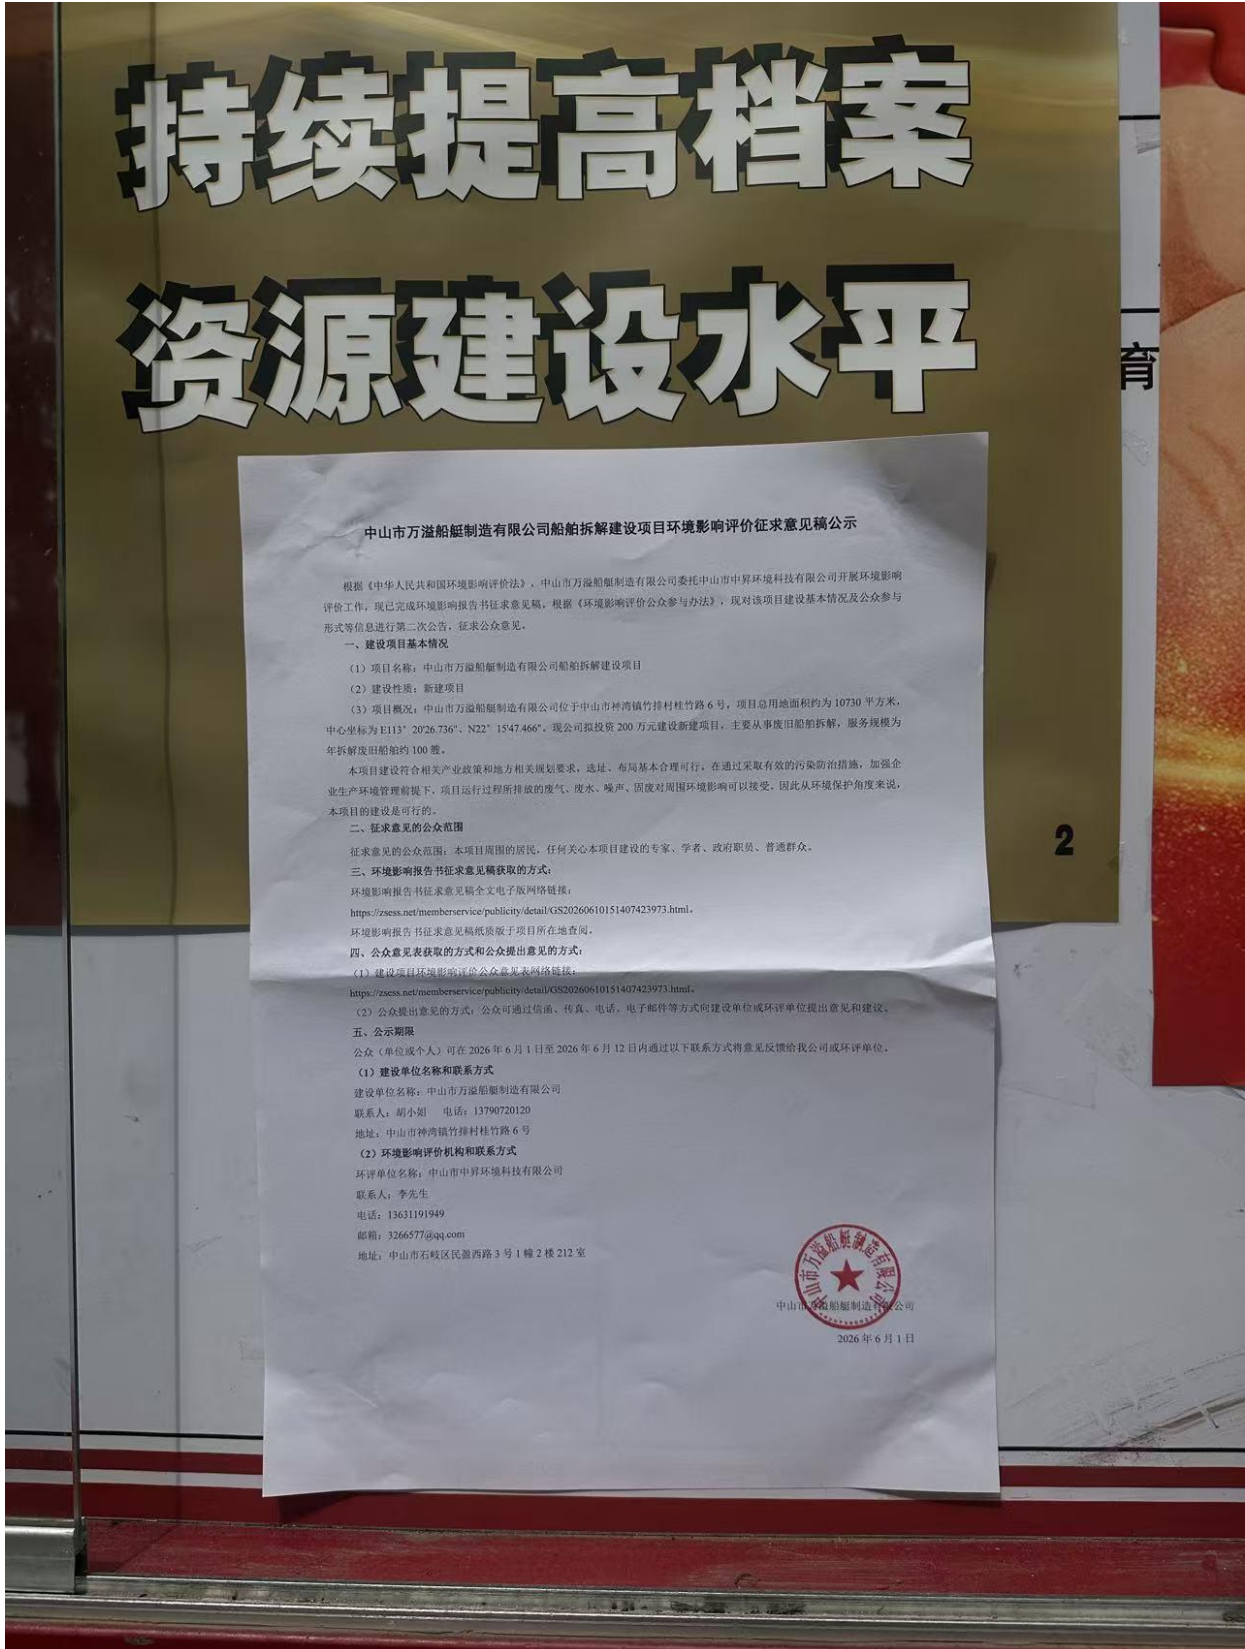 持续提高档案
资源建设水平
育
2
中山市万溢船艇制造有限公司船舶拆解建设项目环境影响评价征求意见稿公示
根据《中华人民共和国环境影响评价法》，中山市万溢船艇制造有限公司委托中山市中昇环境科技有限公司开展环境影响
评价工作，现已完成环境影响报告书征求意见稿，根据《环境影响评价公众参与办法》，现对该项目建设基本情况及公众参与
形式等信息进行第二次公告，征求公众意见。
一、建设项目基本情况
（1）项目名称：中山市万溢船艇制造有限公司船舶拆解建设项目
（2）建设性质：新建项目
（3）项目概况：中山市万溢船艇制造有限公司位于中山市神湾镇竹排村桂竹路 6 号，项目总用地面积约为 10730 平方米，
中心坐标为 E113° 20'26.736"、N22° 15'47.466"。现公司拟投资 200 万元建设新建项目，主要从事废旧船舶拆解，服务规模为
年拆解废旧船舶约 100 艘。
本项目建设符合相关产业政策和地方相关规划要求，选址、布局基本合理可行，在通过采取有效的污染防治措施，加强企
业生产环境管理前提下，项目运行过程所排放的废气、废水、噪声、固废对周围环境影响可以接受，因此从环境保护角度来说，
本项目的建设是可行的。
二、征求意见的公众范围
征求意见的公众范围：本项目周围的居民，任何关心本项目建设的专家、学者、政府职员、普通群众。
三、环境影响报告书征求意见稿获取的方式：
环境影响报告书征求意见稿全文电子版网络链接：
https://zsess.net/memberservice/publicity/detail/GS20260610151407423973.html。
环境影响报告书征求意见稿纸质版于项目所在地查阅。
四、公众意见表获取的方式和公众提出意见的方式：
（1）建设项目环境影响评价公众意见表网络链接：
https://zsess.net/memberservice/publicity/detail/GS20260610151407423973.html。
（2）公众提出意见的方式：公众可通过信函、传真、电话、电子邮件等方式向建设单位或环评单位提出意见和建议。
五、公示期限
公众（单位或个人）可在 2026 年 6 月 1 日至 2026 年 6 月 12 日内通过以下联系方式将意见反馈给我公司或环评单位。
（1）建设单位名称和联系方式
建设单位名称：中山市万溢船艇制造有限公司
联系人：胡小姐 电话：13790720120
地址：中山市神湾镇竹排村桂竹路 6 号
（2）环境影响评价机构和联系方式
环评单位名称：中山市中昇环境科技有限公司
联系人：李先生
电话：13631191949
邮箱：3266577@qq.com
地址：中山市石岐区民盈西路 3 号 1 幢 2 楼 212 室
中山市万溢船艇制造有限公司
中山市万溢船艇制造有限公司
2026 年 6 月 1 日